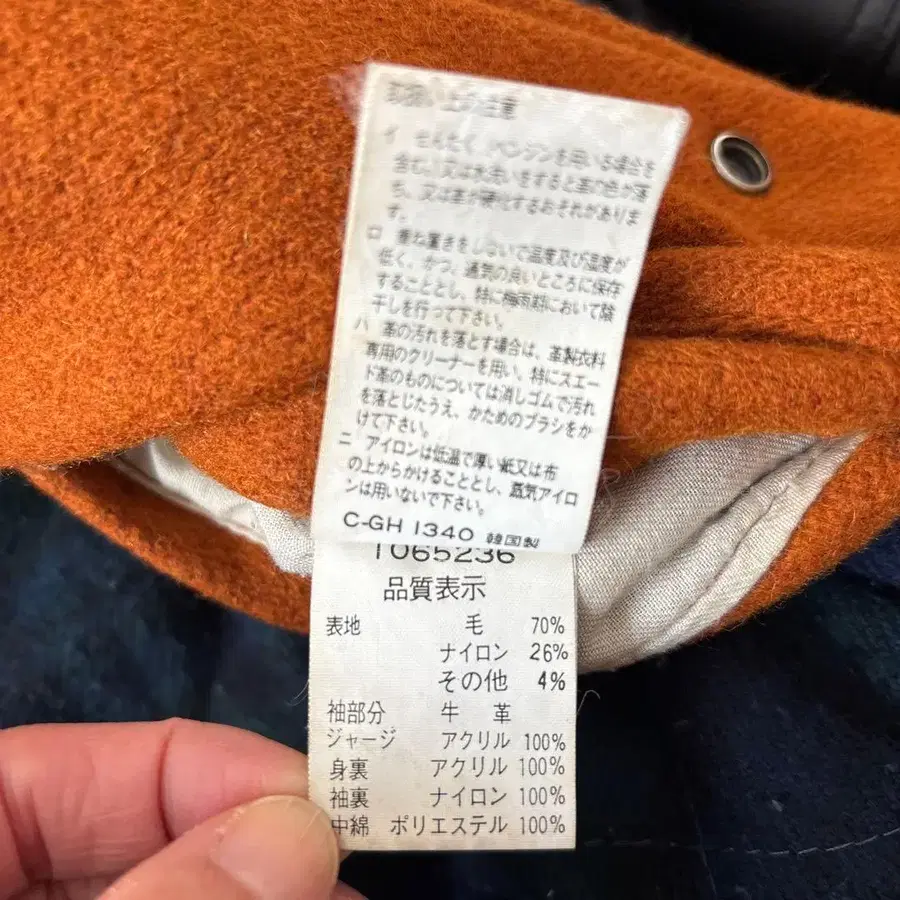 取扱い上の注意
イ せんたく、ベンジンを用いる場合を
含む。)又は水洗いをすると革の色が落
ち、又は革が硬化するおそれがありま
す。
ロ 重ね置きをしないで温度及び湿度が
低く、かつ、通気の良いところに保存
することとし、特に梅雨期において陰
干しを行って下さい。
ハ 革の汚れを落とす場合は、革製衣料
専用のクリーナーを用い、特にスエー
ド革のものについては消しゴムで汚れ
を落としたうえ、かためのブラシをか
けて下さい。
ニ アイロンは低温で厚い紙又は布
の上からかけることとし、蒸気アイロ
ンは用いないで下さい。
C-GH 1340 韓国製
1065236
品質表示
表地 毛 70%
ナイロン 26%
その他 4%
袖部分 牛革
ジャージ アクリル 100%
身裏 アクリル 100%
袖裏 ナイロン 100%
中綿 ポリエステル 100%